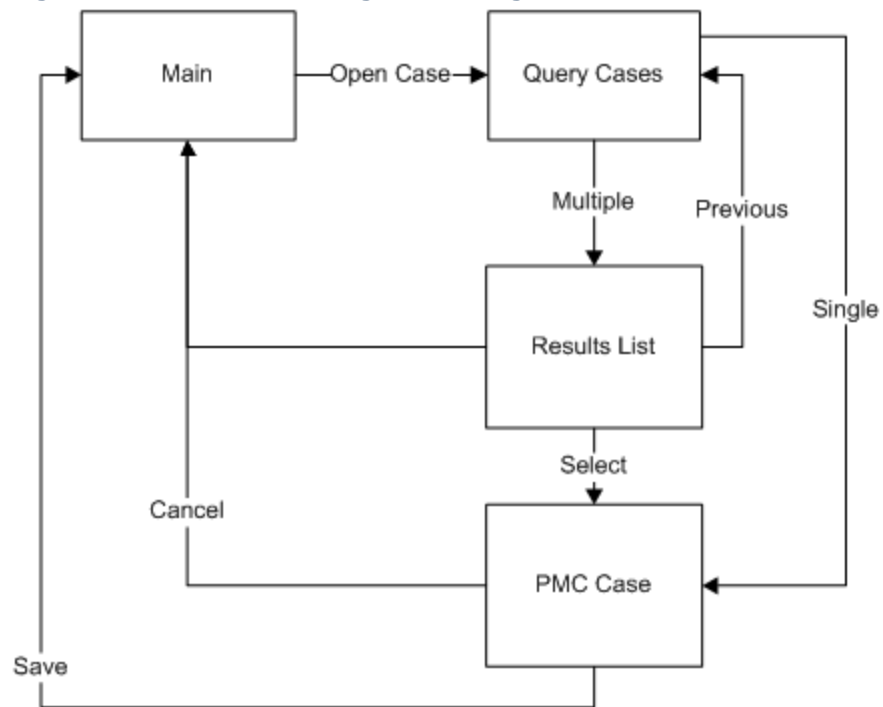 Main
Open Case
Query Cases
Multiple
Previous
Single
Results List
Select
Cancel
PMC Case
Save